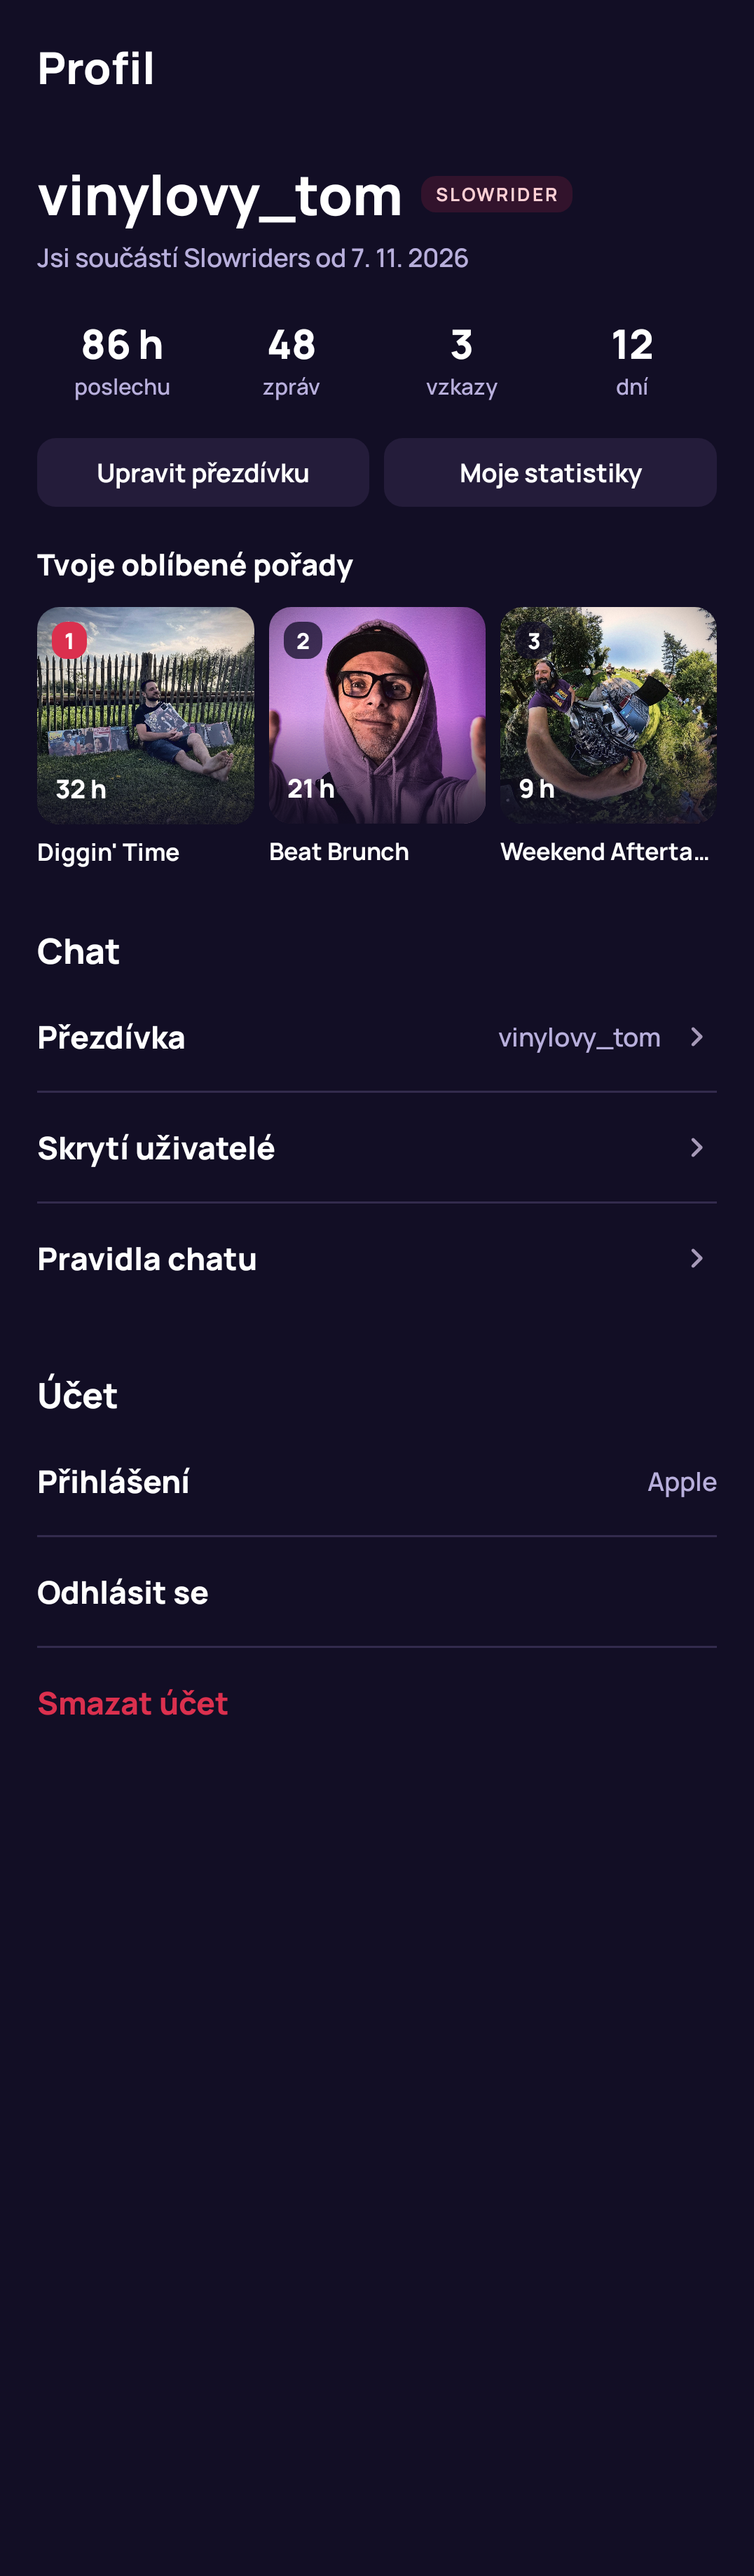 Profil
vinylovy_tom SLOWRIDER
Jsi součástí Slowriders od 7. 11. 2026
86 h 48 3 12
poslechu zpráv vzkazy dní
Upravit přezdívku Moje statistiky
Tvoje oblíbené pořady
1 2 3
32 h 21 h 9 h
Diggin' Time Beat Brunch Weekend Afterta...
Chat
Přezdívka vinylovy_tom
Skrytí uživatelé
Pravidla chatu
Účet
Přihlášení Apple
Odhlásit se
Smazat účet